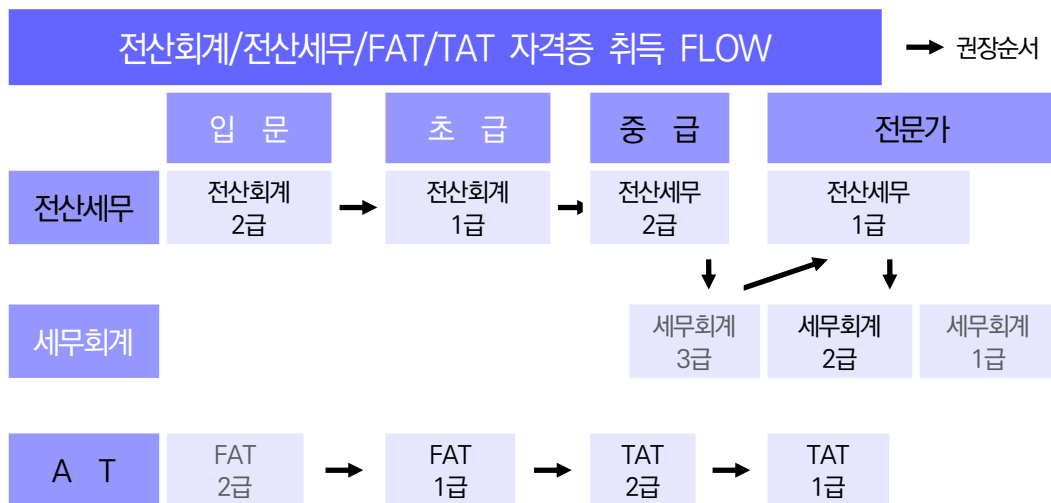 전산회계/전산세무/FAT/TAT 자격증 취득 FLOW
권장순서
입 문
초 급
중 급
전문가
전산세무
전산회계
2급
전산회계
1급
전산세무
2급
전산세무
1급
세무회계
세무회계
3급
세무회계
2급
세무회계
1급
A T
FAT
2급
FAT
1급
TAT
2급
TAT
1급